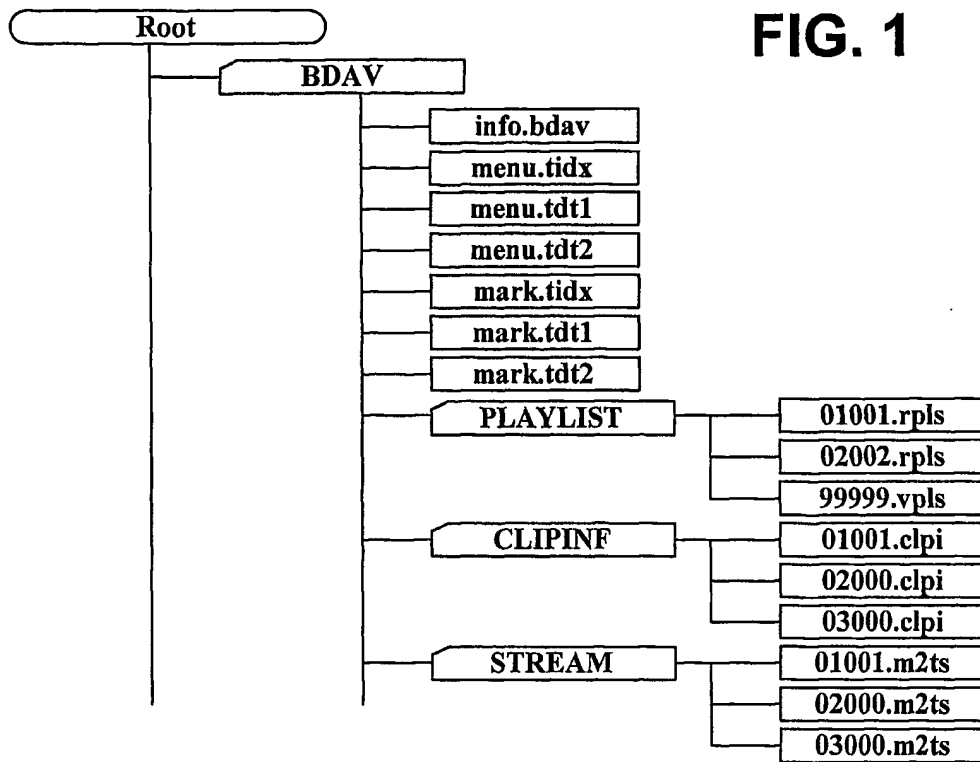 FIG. 1
Root
BDAV
info.bdav
menu.tidx
menu.tdt1
menu.tdt2
mark.tidx
mark.tdt1
mark.tdt2
PLAYLIST
01001.rpls
02002.rpls
99999.vpls
CLIPINF
01001.clpi
02000.clpi
03000.clpi
STREAM
01001.m2ts
02000.m2ts
03000.m2ts